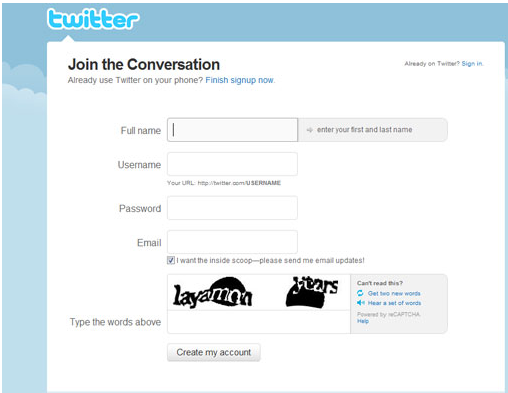 twitter
Join the Conversation
Already on Twitter? Sign in.
Already use Twitter on your phone? Finish signup now.
Full name
enter your first and last name
Username
Your URL: http://twitter.com/USERNAME
Password
Email
I want the inside scoop—please send me email updates!
layamon
Can't read this?
Get two new words
Hear a set of words
Powered by reCAPTCHA.
Help
Type the words above
Create my account